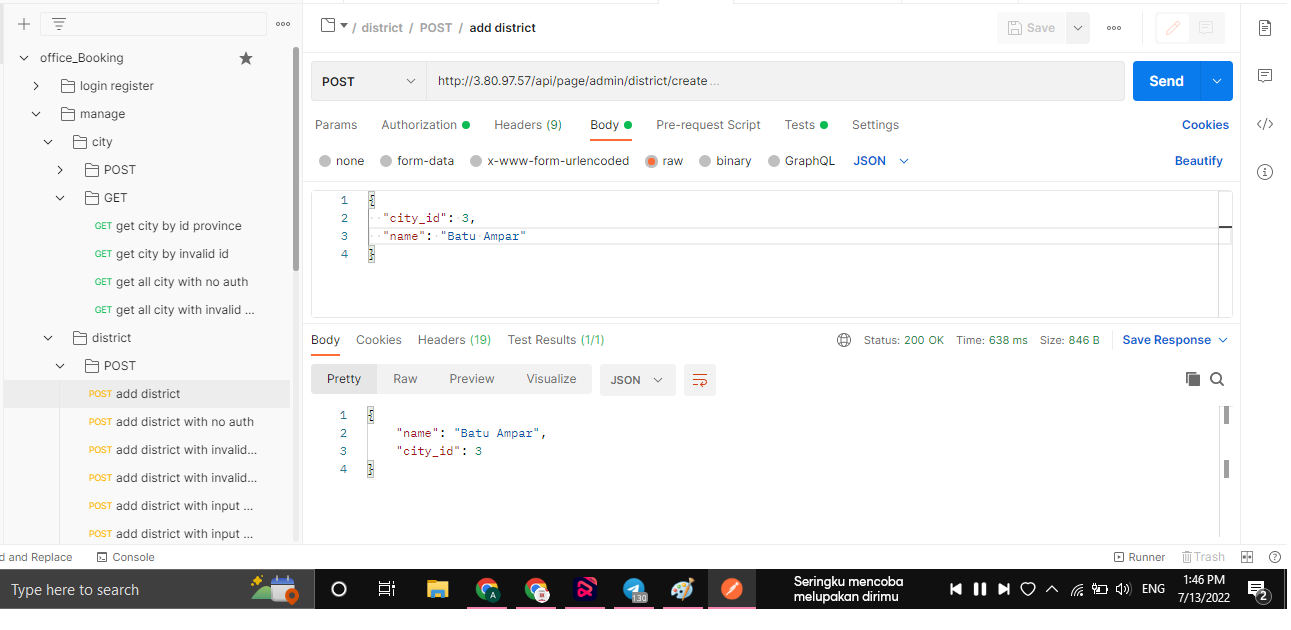 office_Booking
login register
manage
city
POST
GET
GET get city by id province
GET get city by invalid id
GET get all city with no auth
GET get all city with invalid ...
district
POST
POST add district
POST add district with no auth
POST add district with invalid...
POST add district with invalid...
POST add district with input ...
POST add district with input ...
/ district / POST / add district
Save
POST
http://3.80.97.57/api/page/admin/district/create ...
Send
Params Authorization Headers (9) Body Pre-request Script Tests Settings Cookies
none form-data x-www-form-urlencoded raw binary GraphQL JSON Beautify
1 {
2 "city_id": 3,
3 "name": "Batu Ampar"
4 }
Body Cookies Headers (19) Test Results (1/1) Status: 200 OK Time: 638 ms Size: 846 B Save Response
Pretty Raw Preview Visualize JSON
1 {
2 "name": "Batu Ampar",
3 "city_id": 3
4 }
d and Replace Console Runner Trash
Type here to search
A
130
Seringku mencoba
melupakan dirimu
ENG
1:46 PM
7/13/2022
2